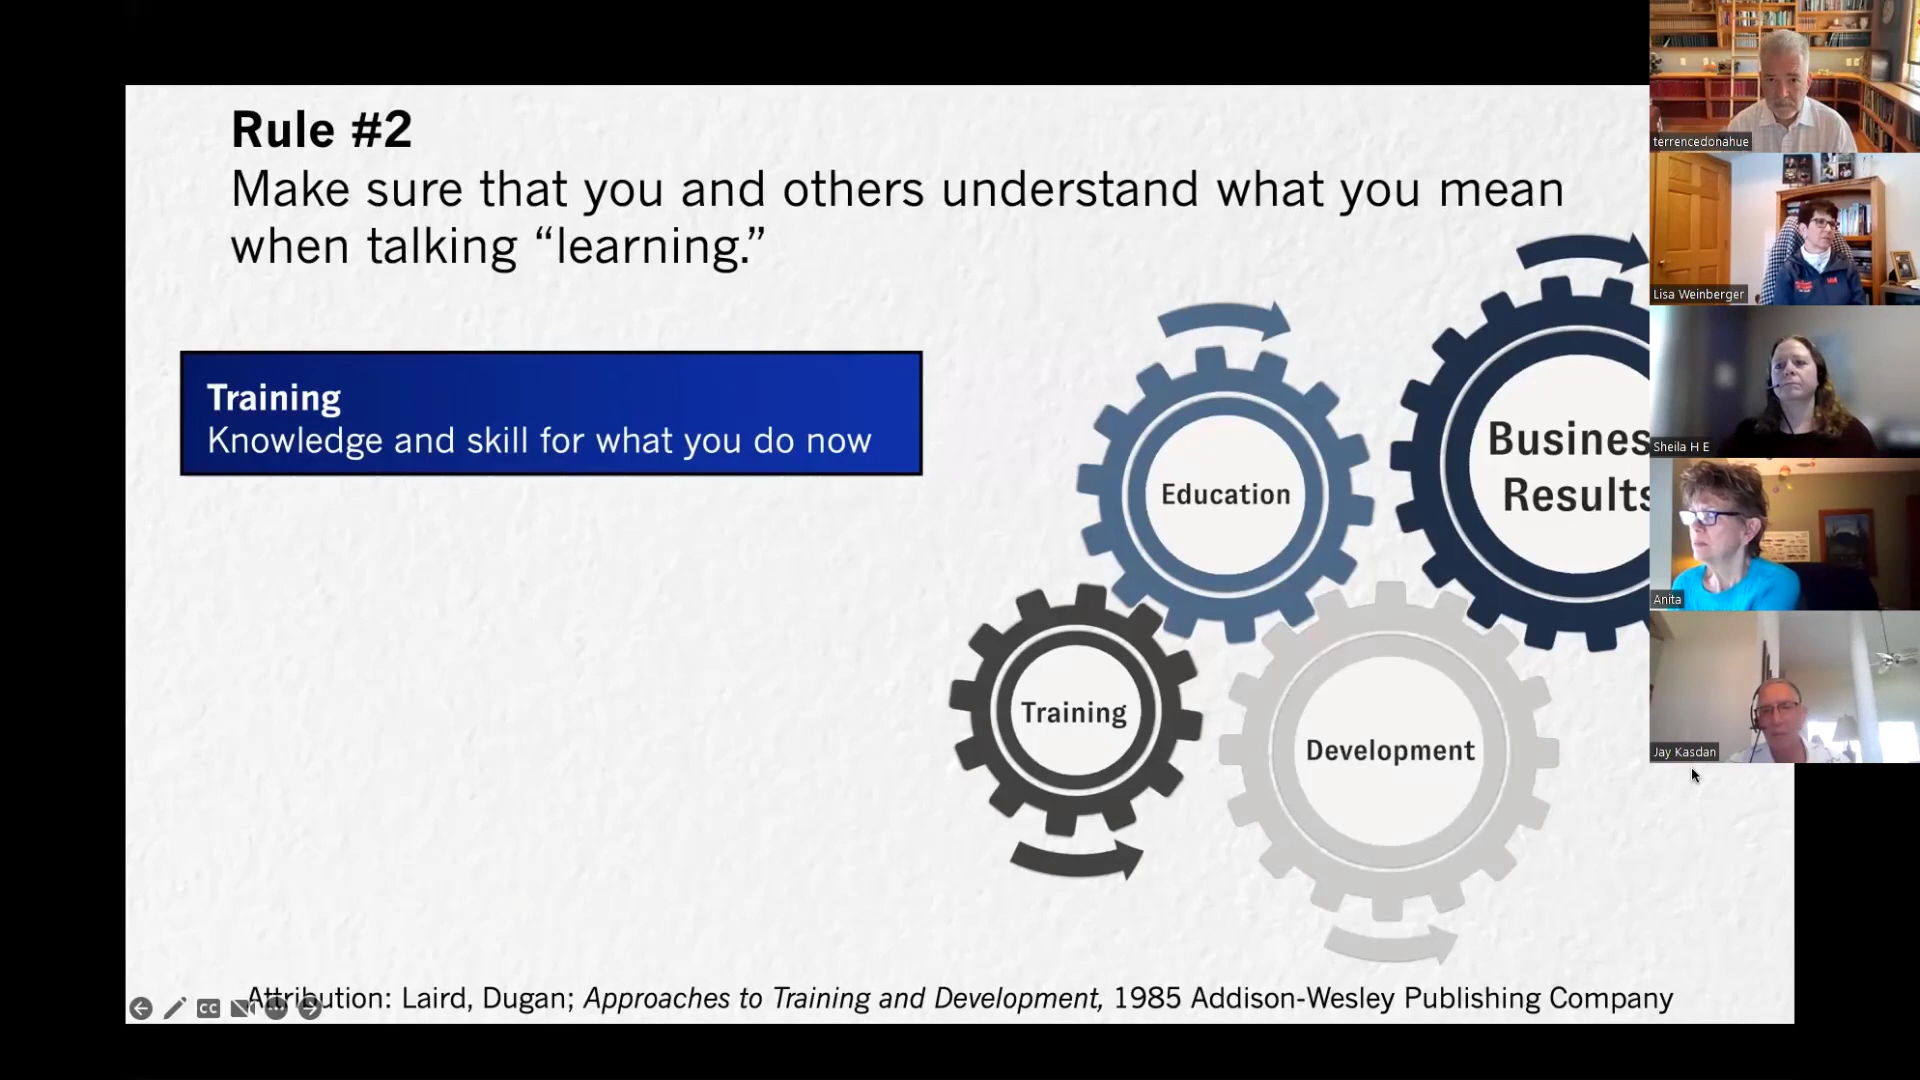 Rule #2
Make sure that you and others understand what you mean
when talking “learning.”
Training
Knowledge and skill for what you do now
Education
Busines
Results
Training
Development
Attribution: Laird, Dugan; Approaches to Training and Development, 1985 Addison-Wesley Publishing Company
CC
terrencedonahue
Lisa Weinberger
Sheila H E
Anita
Jay Kasdan